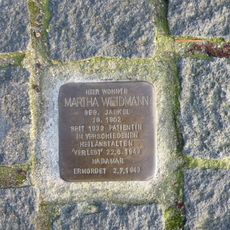 HIER WOHNTE
MARTHA WEIDMANN
GEB. JÄCKEL
JG. 1902
SEIT 1932 PATIENTIN
IN VERSCHIEDENEN
HEILANSTALTEN
'VERLEGT' 22.6.1943
HADAMAR
ERMORDET 2.7.1943